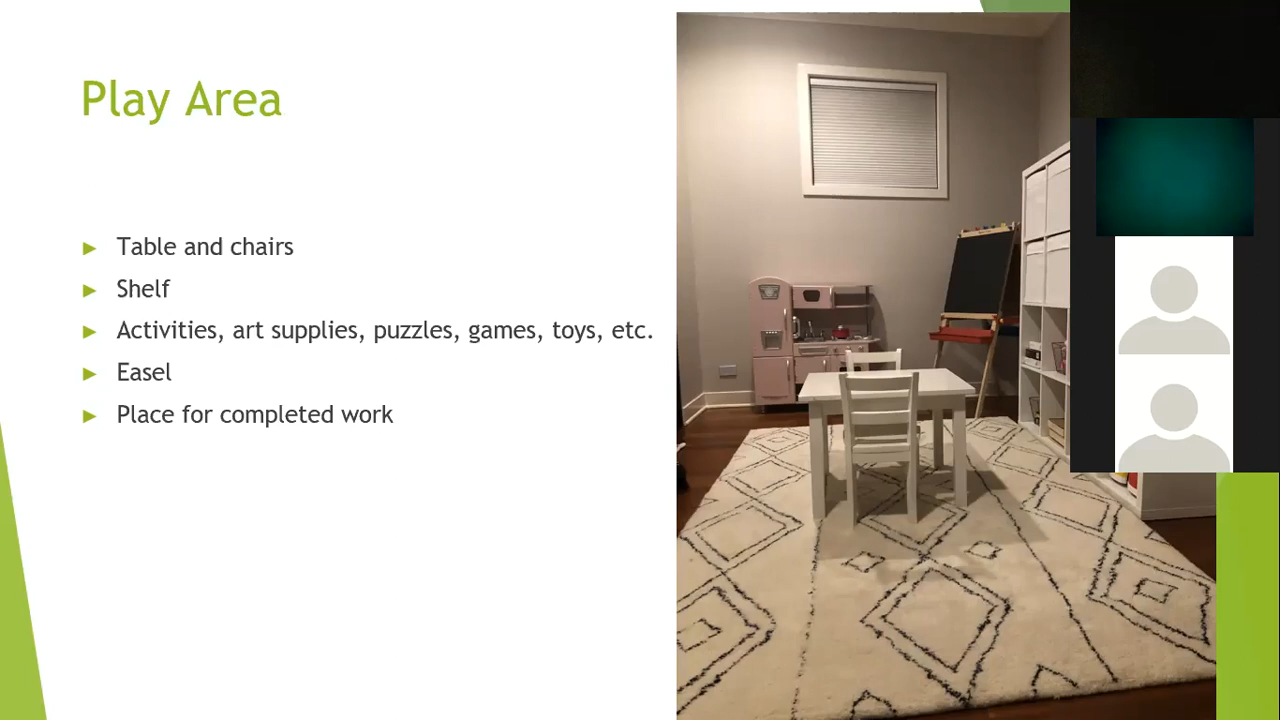 Play Area
Table and chairs
Shelf
Activities, art supplies, puzzles, games, toys, etc.
Easel
Place for completed work